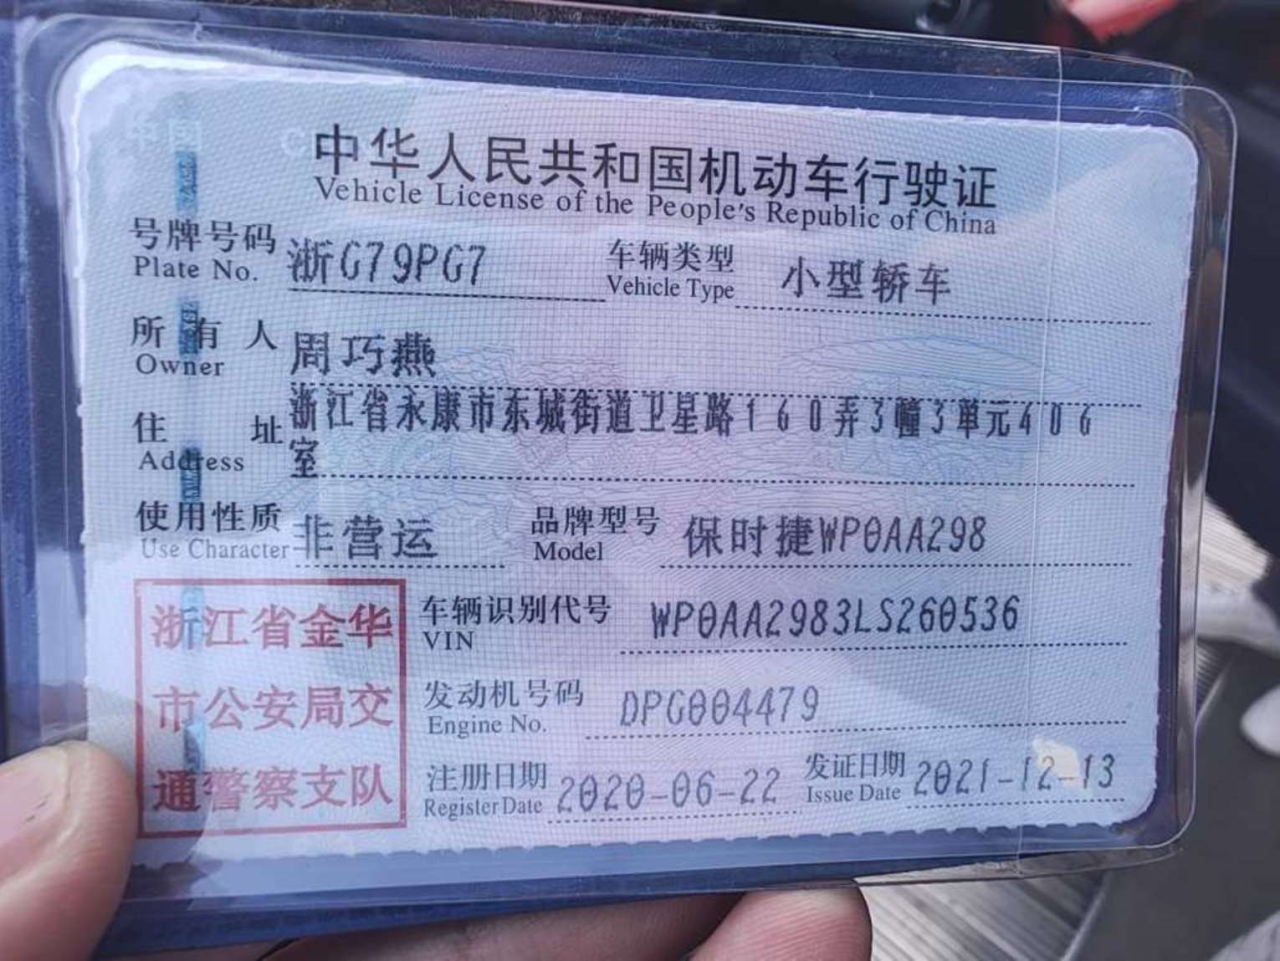 中华人民共和国机动车行驶证
Vehicle License of the People's Republic of China
号牌号码 浙G79PG7 车辆类型 小型轿车
Plate No. Vehicle Type
所有人 周巧燕
Owner
住址 浙江省永康市东城街道卫星路160弄3幢3单元406
Address 室
使用性质 非营运 品牌型号 保时捷WP0AA298
Use Character Model
浙江省金华
市公安局交
通警察支队
车辆识别代号 WP0AA2983LS260536
VIN
发动机号码 DPG004479
Engine No.
注册日期 2020-06-22 发证日期 2021-12-13
Register Date Issue Date